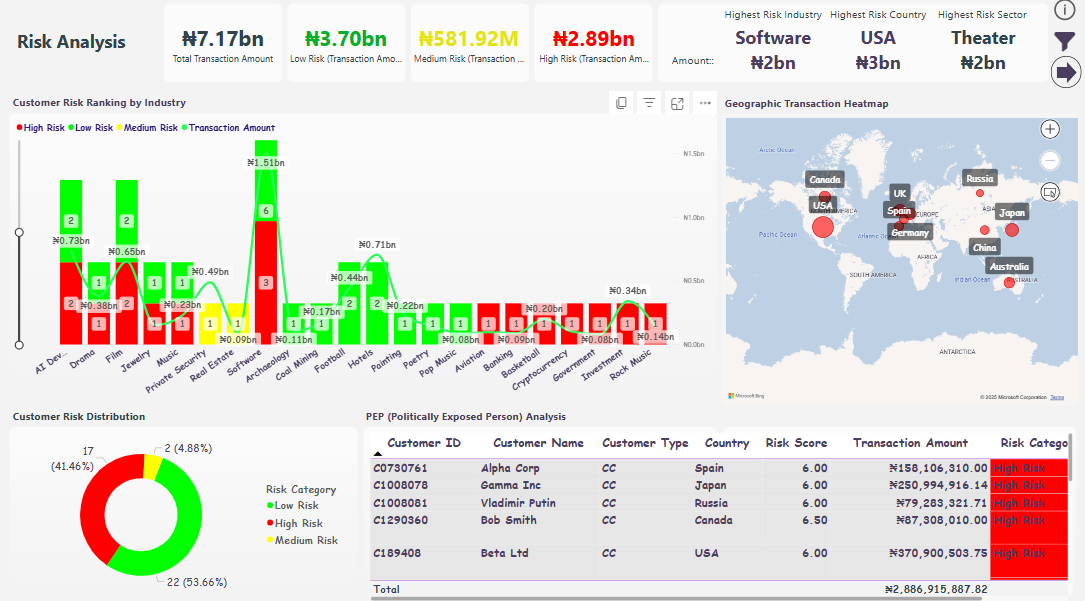 Risk Analysis
₦7.17bn
Total Transaction Amount
₦3.70bn
Low Risk (Transaction Am...
₦581.92M
Medium Risk (Transaction ...
₦2.89bn
High Risk (Transaction Am...
Amount::
Highest Risk Industry
Software
₦2bn
Highest Risk Country
USA
₦3bn
Highest Risk Sector
Theater
₦2bn
Customer Risk Ranking by Industry
High Risk Low Risk Medium Risk Transaction Amount
₦1.5bn
₦1.0bn
₦0.5bn
₦0.0bn
₦0.73bn
₦0.38bn
₦0.65bn
₦0.23bn
₦0.49bn
₦0.09bn
₦1.51bn
₦0.11bn
₦0.17bn
₦0.44bn
₦0.71bn
₦0.22bn
₦0.08bn
₦0.09bn
₦0.20bn
₦0.08bn
₦0.34bn
₦0.14bn
2 1 2 1 1 6
2 1 2 1 1 1 1 3 1 1 2 2 1 1 1 1 1 1 1 1 1 1
AI Dev...
Drama
Film
Jewelry
Music
Private Security
Real Estate
Software
Archaeology
Coal Mining
Football
Hotels
Painting
Poetry
Pop Music
Aviation
Banking
Basketball
Cryptocurrency
Government
Investment
Rock Music
Geographic Transaction Heatmap
Arctic Ocean
Canada
USA
NORTH AMERICA
Pacific Ocean
Atlantic Oc
UK
Spain
EUROPE
Germany
Russia
ASIA
Japan
China
AFRICA
SOUTH AMERICA
Indian Ocean
Australia
AUSTRALIA
ANTARCTICA
Microsoft Bing
© 2025 Microsoft Corporation Terms
Customer Risk Distribution
17
(41.46%)
2 (4.88%)
22 (53.66%)
Risk Category
Low Risk
High Risk
Medium Risk
PEP (Politically Exposed Person) Analysis
Customer ID Customer Name Customer Type Country Risk Score Transaction Amount Risk Catego
C0730761 Alpha Corp CC Spain 6.00 ₦158,106,310.00 High Risk
C1008078 Gamma Inc CC Japan 6.00 ₦250,994,916.14 High Risk
C1008081 Vladimir Putin CC Russia 6.00 ₦79,283,321.71 High Risk
C1290360 Bob Smith CC Canada 6.50 ₦87,308,010.00 High Risk
C189408 Beta Ltd CC USA 6.00 ₦370,900,503.75 High Risk
Total ₦2,886,915,887.82